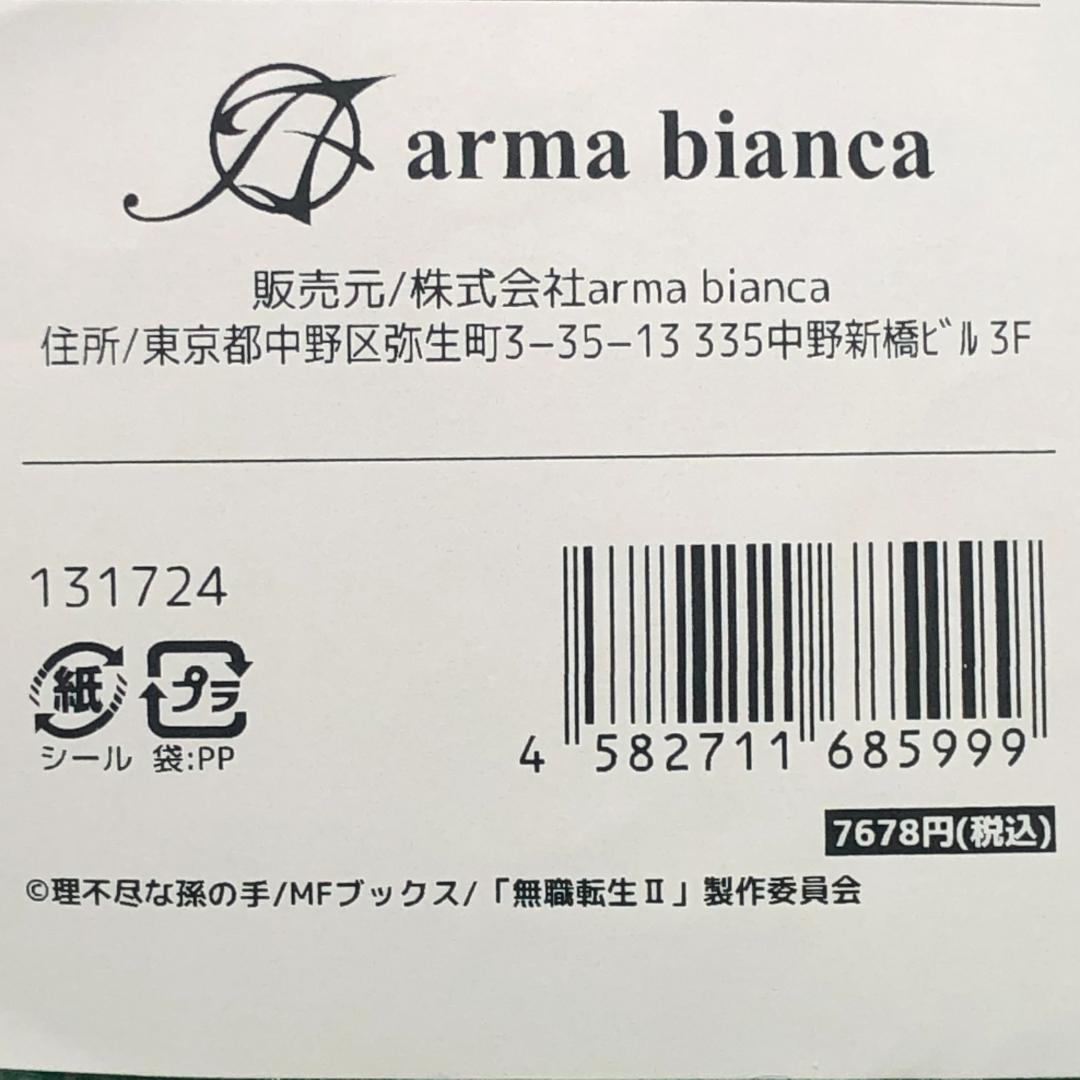 arma bianca
販売元/株式会社arma bianca
住所/東京都中野区弥生町3-35-13 335中野新橋ビル 3F
131724
紙 プラ
シール 袋:PP
4 582711 685999
7678円(税込)
©理不尽な孫の手/MFブックス/「無職転生Ⅱ」製作委員会